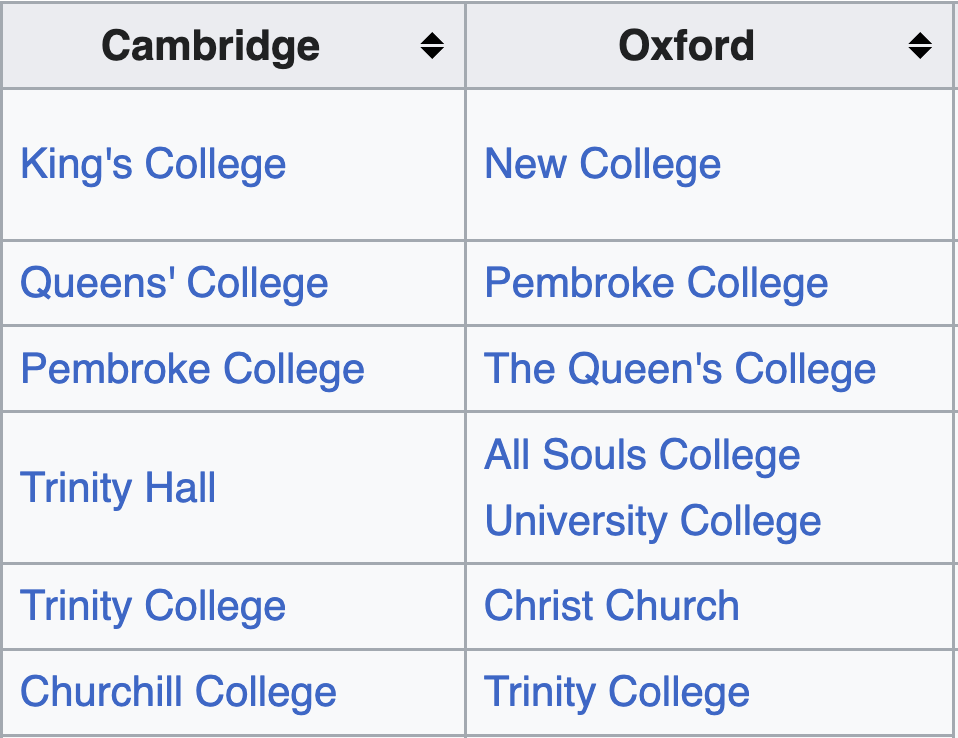 Cambridge Oxford
King's College New College
Queens' College Pembroke College
Pembroke College The Queen's College
Trinity Hall All Souls College
University College
Trinity College Christ Church
Churchill College Trinity College